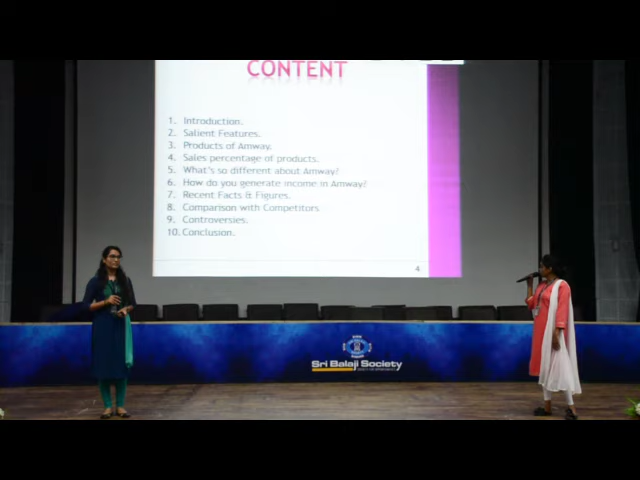 CONTENT
1. Introduction.
2. Salient Features.
3. Products of Amway.
4. Sales percentage of products.
5. What's so different about Amway?
6. How do you generate income in Amway?
7. Recent Facts & Figures.
8. Comparison with Competitors.
9. Controversies.
10. Conclusion.
4
Sri Balaji Society